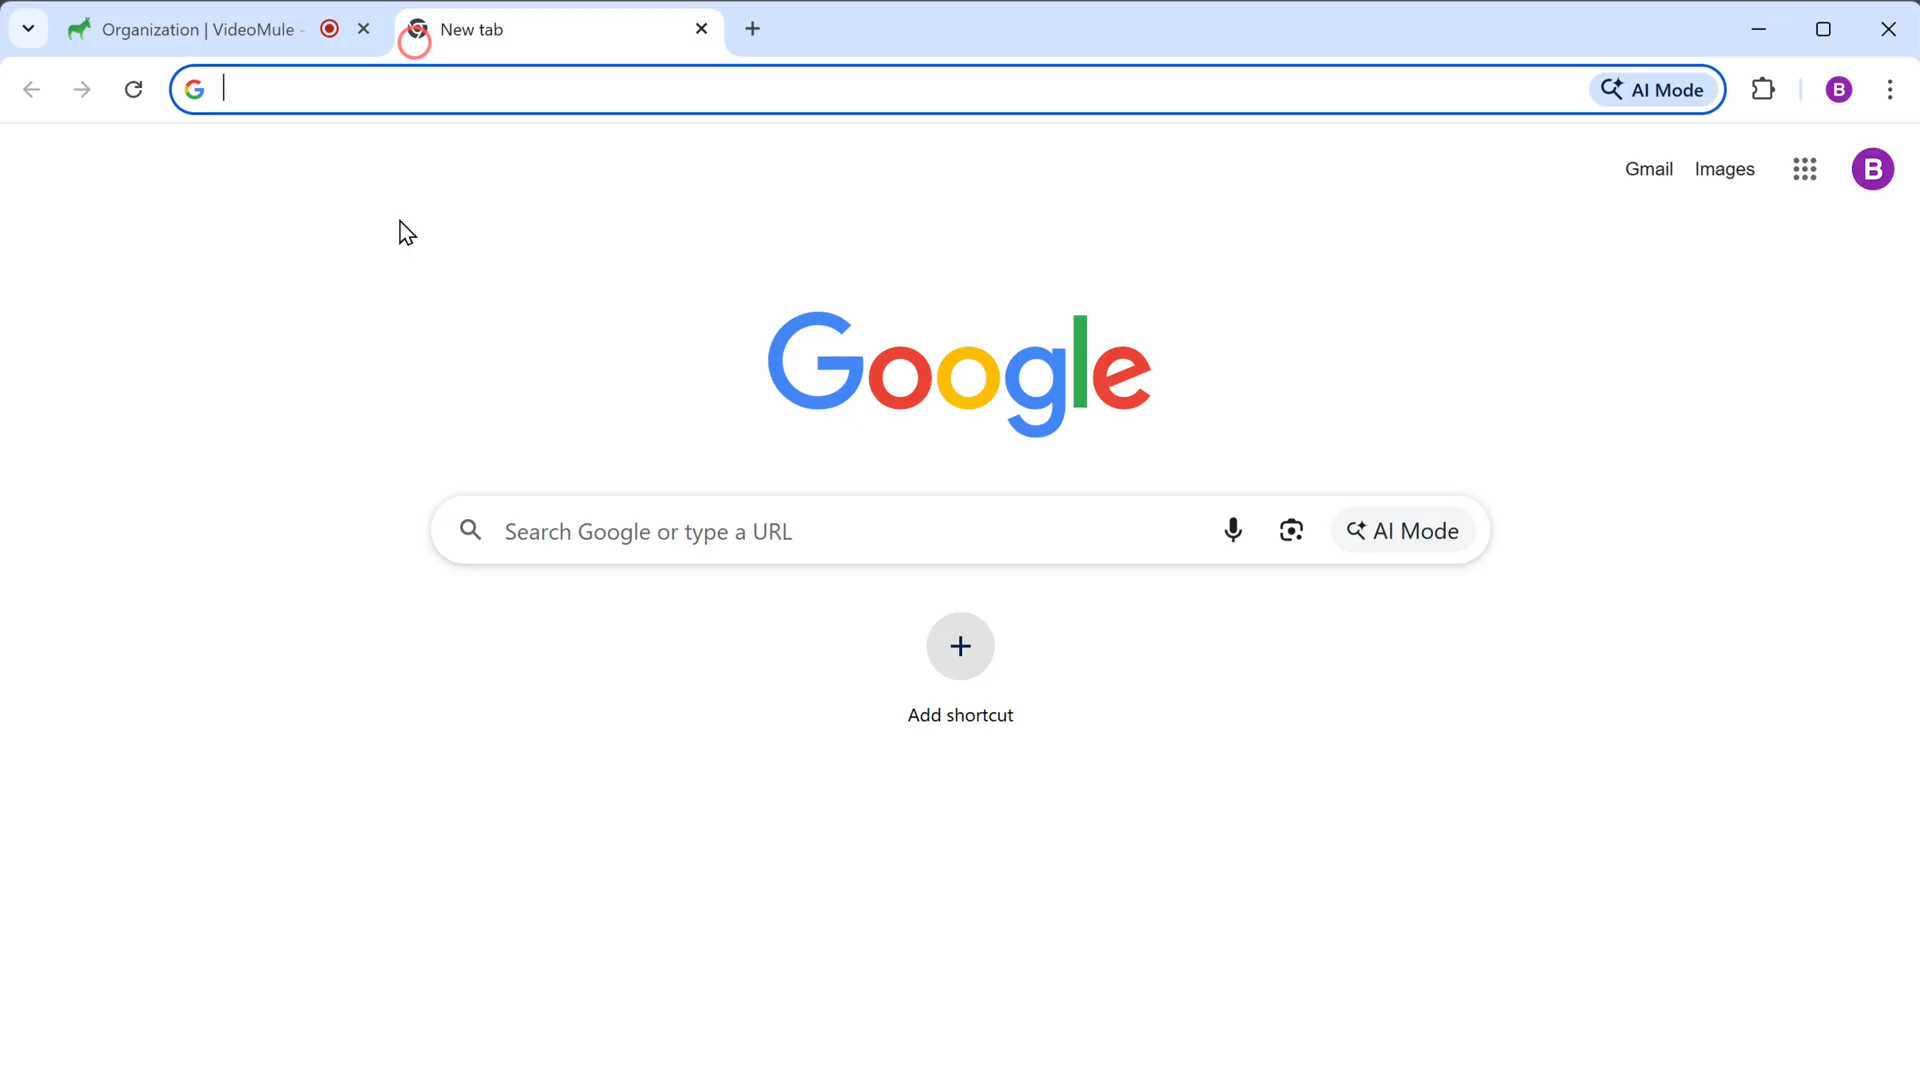 Organization | VideoMule -
New tab
AI Mode
B
Gmail Images
B
Google
Search Google or type a URL
AI Mode
Add shortcut